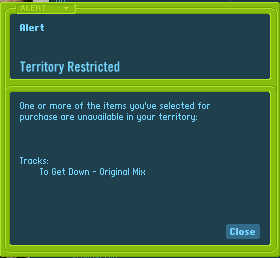 ALERT
Alert
Territory Restricted
One or more of the items you've selected for
purchase are unavailable in your territory:
Tracks:
To Get Down - Original Mix
Close